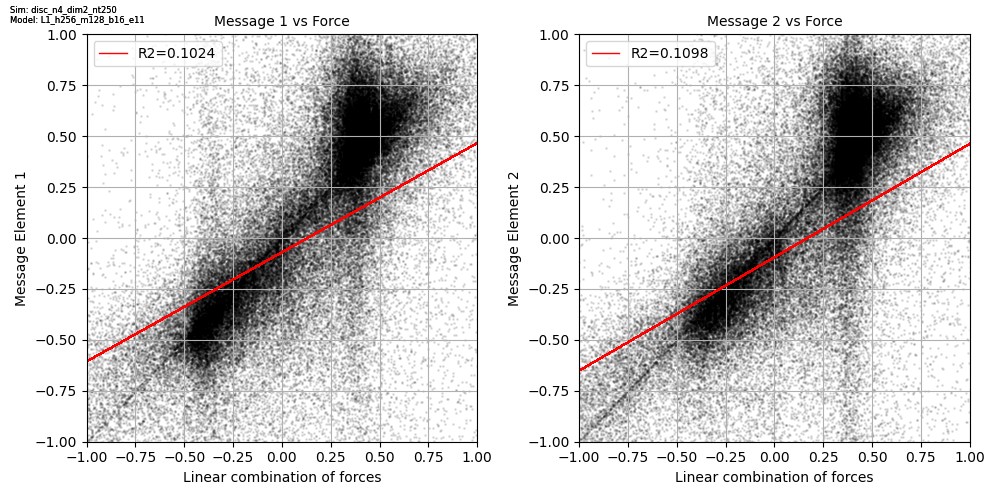 Sim: disc_n4_dim2_nt250
Model: L1_h256_m128_b16_e11
Message 1 vs Force
R2=0.1024
1.00
0.75
0.50
0.25
0.00
−0.25
−0.50
−0.75
−1.00
Message Element 1
−1.00 −0.75 −0.50 −0.25 0.00 0.25 0.50 0.75 1.00
Linear combination of forces
Message 2 vs Force
R2=0.1098
1.00
0.75
0.50
0.25
0.00
−0.25
−0.50
−0.75
−1.00
Message Element 2
−1.00 −0.75 −0.50 −0.25 0.00 0.25 0.50 0.75 1.00
Linear combination of forces